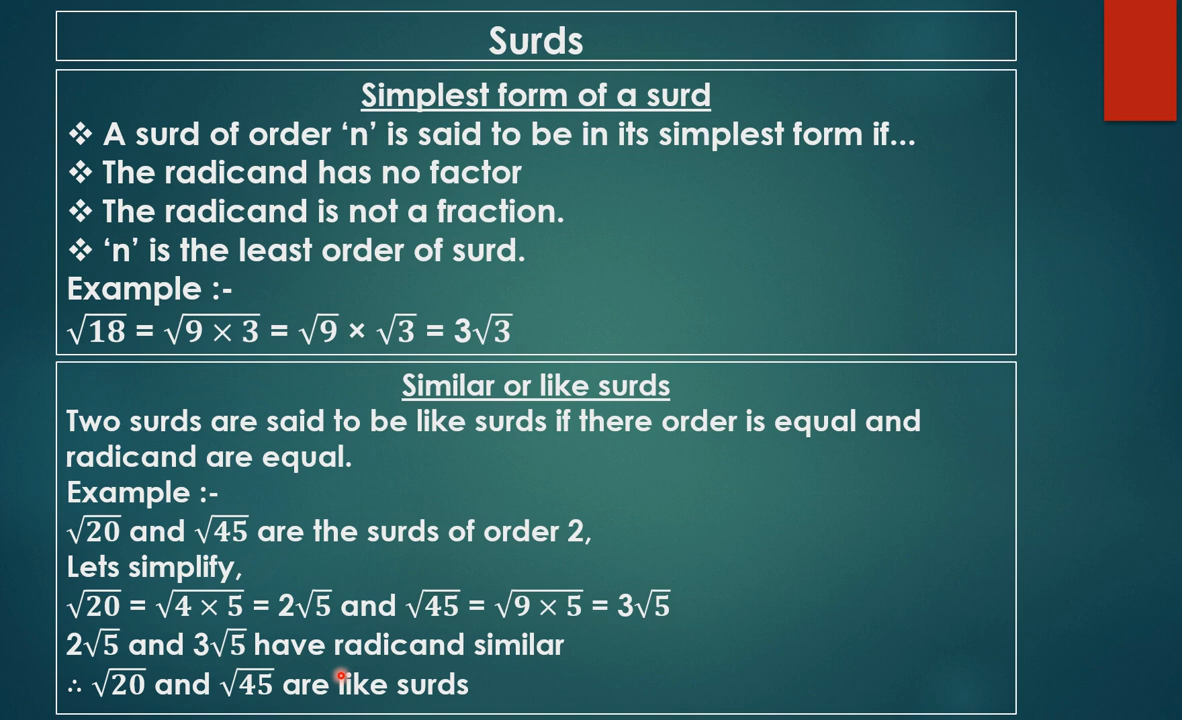 Surds
Simplest form of a surd
❖ A surd of order ‘n’ is said to be in its simplest form if...
❖ The radicand has no factor
❖ The radicand is not a fraction.
❖ ‘n’ is the least order of surd.
Example :-
√18 = √(9 × 3) = √9 × √3 = 3√3
Similar or like surds
Two surds are said to be like surds if there order is equal and
radicand are equal.
Example :-
√20 and √45 are the surds of order 2,
Lets simplify,
√20 = √(4 × 5) = 2√5 and √45 = √(9 × 5) = 3√5
2√5 and 3√5 have radicand similar
∴ √20 and √45 are like surds